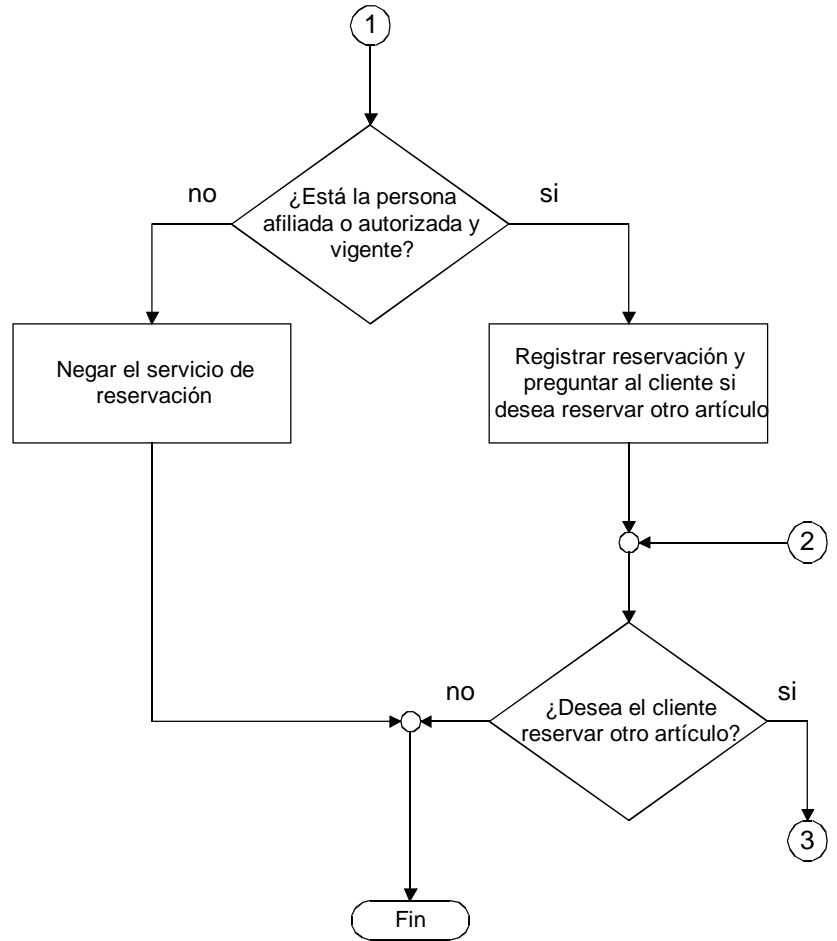 1
¿Está la persona
afiliada o autorizada y
vigente?
no
si
Negar el servicio de
reservación
Registrar reservación y
preguntar al cliente si
desea reservar otro artículo
2
¿Desea el cliente
reservar otro artículo?
no
si
3
Fin